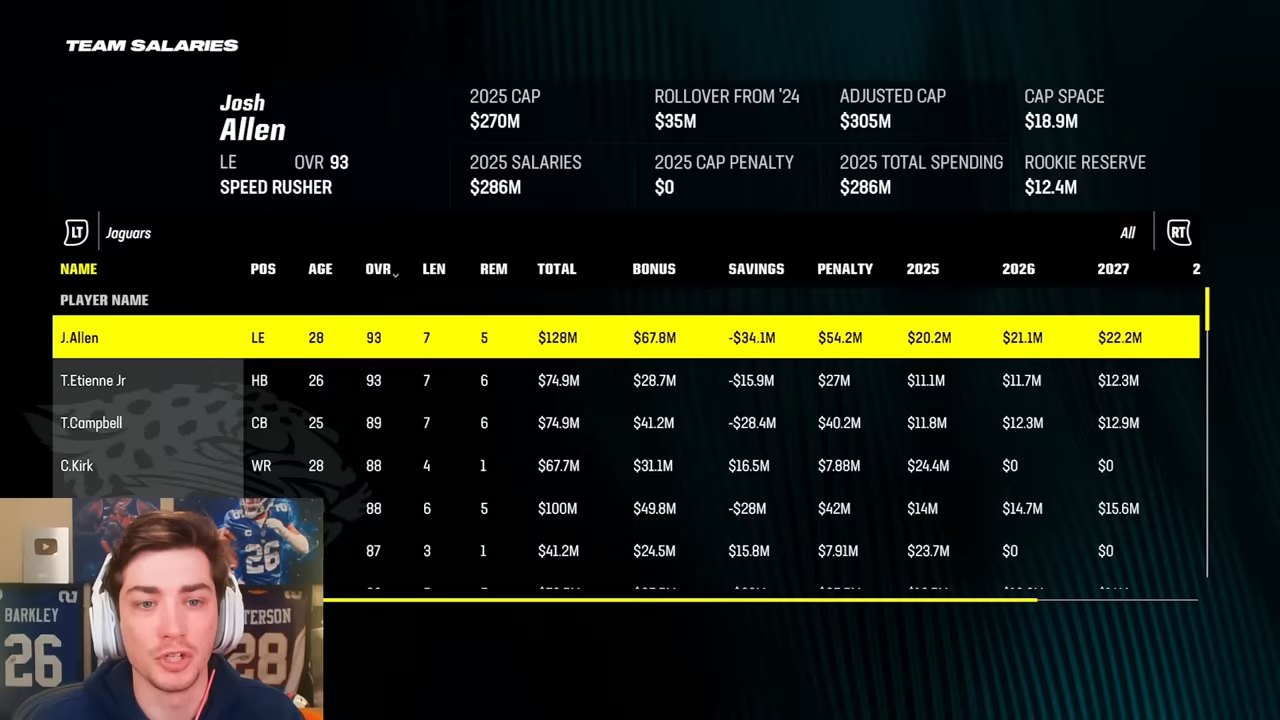 TEAM SALARIES
Josh
Allen
LE OVR 93
SPEED RUSHER
2025 CAP ROLLOVER FROM '24 ADJUSTED CAP CAP SPACE
$270M $35M $305M $18.9M
2025 SALARIES 2025 CAP PENALTY 2025 TOTAL SPENDING ROOKIE RESERVE
$286M $0 $286M $12.4M
LT Jaguars All RT
NAME POS AGE OVR LEN REM TOTAL BONUS SAVINGS PENALTY 2025 2026 2027 2
PLAYER NAME
J.Allen LE 28 93 7 5 $128M $67.8M -$34.1M $54.2M $20.2M $21.1M $22.2M
T.Etienne Jr HB 26 93 7 6 $74.9M $28.7M -$15.9M $27M $11.1M $11.7M $12.3M
T.Campbell CB 25 89 7 6 $74.9M $41.2M -$28.4M $40.2M $11.8M $12.3M $12.9M
C.Kirk WR 28 88 4 1 $67.7M $31.1M $16.5M $7.88M $24.4M $0 $0
88 6 5 $100M $49.8M -$28M $42M $14M $14.7M $15.6M
87 3 1 $41.2M $24.5M $15.8M $7.91M $23.7M $0 $0
26
BARKLEY
26
TERSON
28